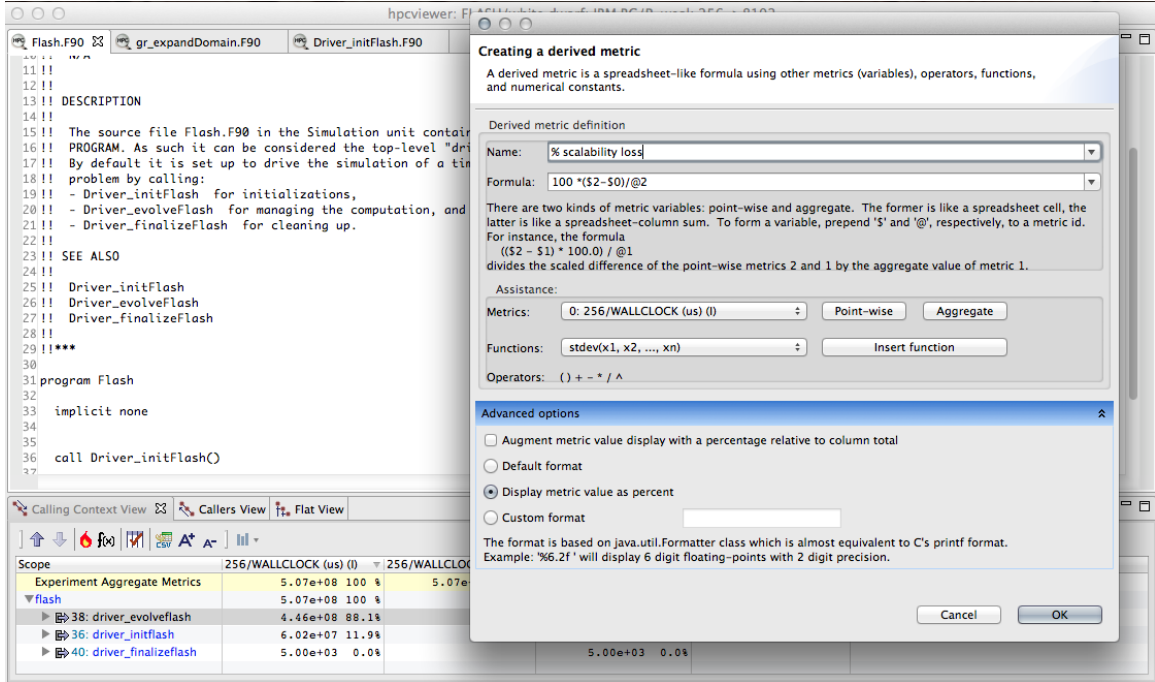 hpcviewer: FLASH/white dwarf: IBM BG/P, weak 256 -> 8192
Flash.F90
gr_expandDomain.F90
Driver_initFlash.F90
10 !! N/A
11 !!
12 !!
13 !! DESCRIPTION
14 !!
15 !! The source file Flash.F90 in the Simulation unit contain
16 !! PROGRAM. As such it can be considered the top-level "dri
17 !! By default it is set up to drive the simulation of a tim
18 !! problem by calling:
19 !! - Driver_initFlash for initializations,
20 !! - Driver_evolveFlash for managing the computation, and
21 !! - Driver_finalizeFlash for cleaning up.
22 !!
23 !! SEE ALSO
24 !!
25 !! Driver_initFlash
26 !! Driver_evolveFlash
27 !! Driver_finalizeFlash
28 !!
29 !!***
30
31 program Flash
32
33 implicit none
34
35
36 call Driver_initFlash()
37
Creating a derived metric
A derived metric is a spreadsheet-like formula using other metrics (variables), operators, functions,
and numerical constants.
Derived metric definition
Name: % scalability loss
Formula: 100 *($2-$0)/@2
There are two kinds of metric variables: point-wise and aggregate. The former is like a spreadsheet cell, the
latter is like a spreadsheet-column sum. To form a variable, prepend '$' and '@', respectively, to a metric id.
For instance, the formula
(($2 - $1) * 100.0) / @1
divides the scaled difference of the point-wise metrics 2 and 1 by the aggregate value of metric 1.
Assistance:
Metrics: 0: 256/WALLCLOCK (us) (I) Point-wise Aggregate
Functions: stdev(x1, x2, ..., xn) Insert function
Operators: ( ) + - * / ^
Advanced options
Augment metric value display with a percentage relative to column total
Default format
Display metric value as percent
Custom format
The format is based on java.util.Formatter class which is almost equivalent to C's printf format.
Example: '%6.2f ' will display 6 digit floating-points with 2 digit precision.
Cancel OK
Calling Context View Callers View Flat View
f(x) CSV A+ A-
Scope 256/WALLCLOCK (us) (I) 256/WALLCLO
Experiment Aggregate Metrics 5.07e+08 100 % 5.07e
flash 5.07e+08 100 %
38: driver_evolveflash 4.46e+08 88.1%
36: driver_initflash 6.02e+07 11.9%
40: driver_finalizeflash 5.00e+03 0.0% 5.00e+03 0.0%